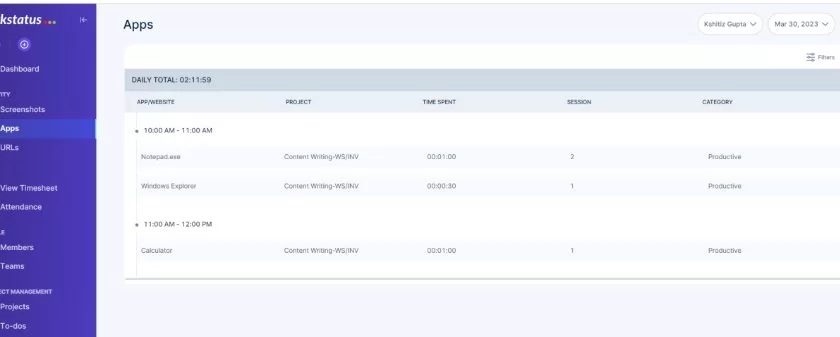 kstatus
Apps
Kshitiz Gupta
Mar 30, 2023
Filters
DAILY TOTAL: 02:11:59
APP/WEBSITE PROJECT TIME SPENT SESSION CATEGORY
10:00 AM - 11:00 AM
Notepad.exe Content Writing-WS/INV 00:01:00 2 Productive
Windows Explorer Content Writing-WS/INV 00:00:30 1 Productive
11:00 AM - 12:00 PM
Calculator Content Writing-WS/INV 00:01:00 1 Productive
Dashboard
ITY
Screenshots
Apps
URLs
View Timesheet
Attendance
LE
Members
Teams
ECT MANAGEMENT
Projects
To-dos